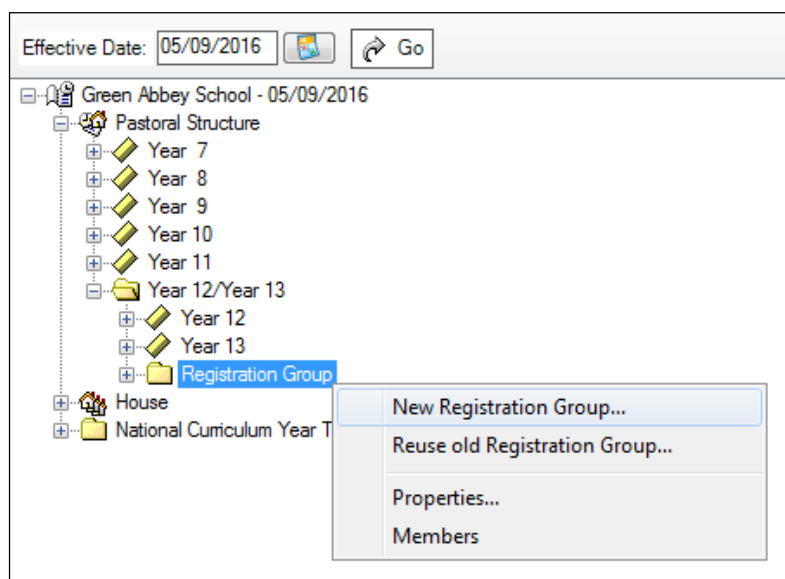 Effective Date: 05/09/2016 Go
Green Abbey School - 05/09/2016
Pastoral Structure
Year 7
Year 8
Year 9
Year 10
Year 11
Year 12/Year 13
Year 12
Year 13
Registration Group
House
National Curriculum Year T
New Registration Group...
Reuse old Registration Group...
Properties...
Members